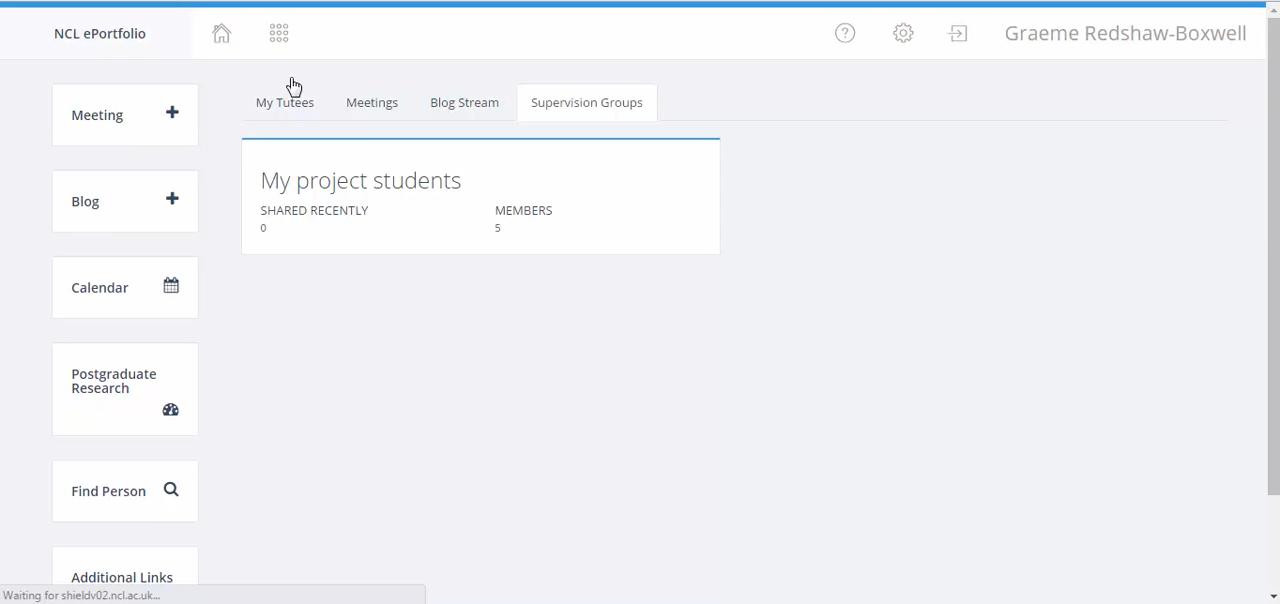 NCL ePortfolio
Graeme Redshaw-Boxwell
Meeting
Blog
Calendar
Postgraduate
Research
Find Person
Additional Links
My Tutees
Meetings
Blog Stream
Supervision Groups
My project students
SHARED RECENTLY
MEMBERS
0
5
Waiting for shieldv02.ncl.ac.uk...